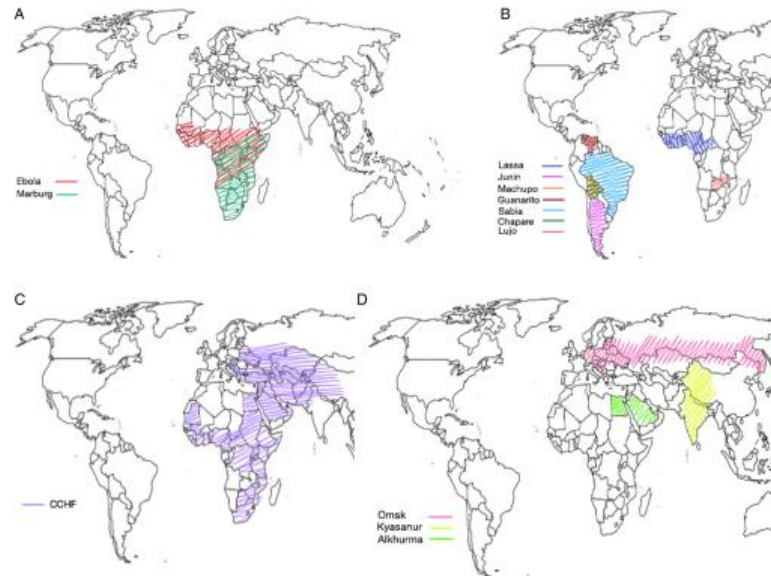 A
Ebola
Marburg
B
Lassa
Junin
Machupo
Guanarito
Sabia
Chapare
Lujo
C
CCHF
D
Omsk
Kyasanur
Alkhurma